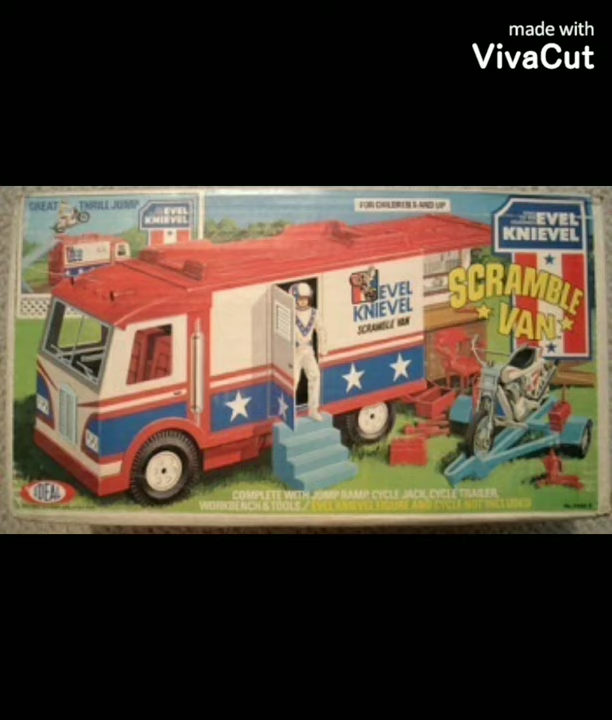 made with
VivaCut
GREAT THRILL JUMP
EVEL
KNIEVEL
FOR CHILDREN 5 AND UP
EVEL
KNIEVEL
SCRAMBLE
VAN
EVEL
KNIEVEL
SCRAMBLE VAN
IDEAL
COMPLETE WITH JUMP RAMP, CYCLE JACK, CYCLE TRAILER,
WORKBENCH & TOOLS / EVEL KNIEVEL FIGURE AND CYCLE NOT INCLUDED